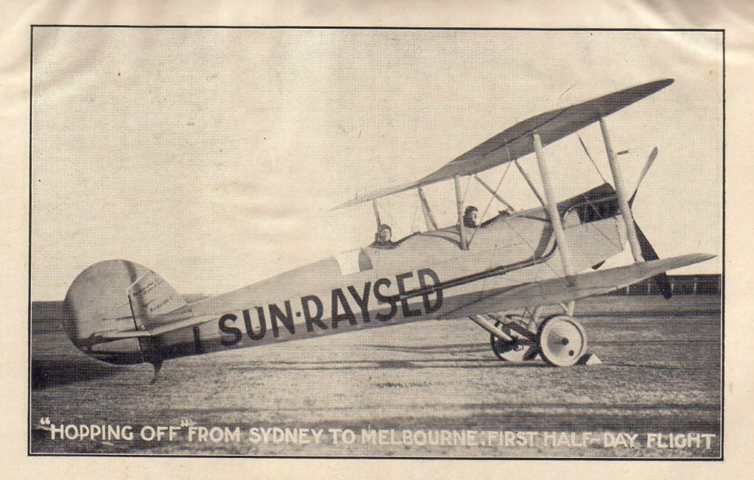 SUN-RAYSED
"HOPPING OFF" FROM SYDNEY TO MELBOURNE: FIRST HALF-DAY FLIGHT